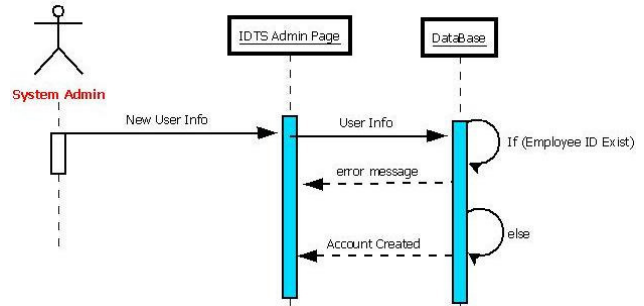 IDTS Admin Page
DataBase
System Admin
New User Info
User Info
If (Employee ID Exist)
error message
else
Account Created